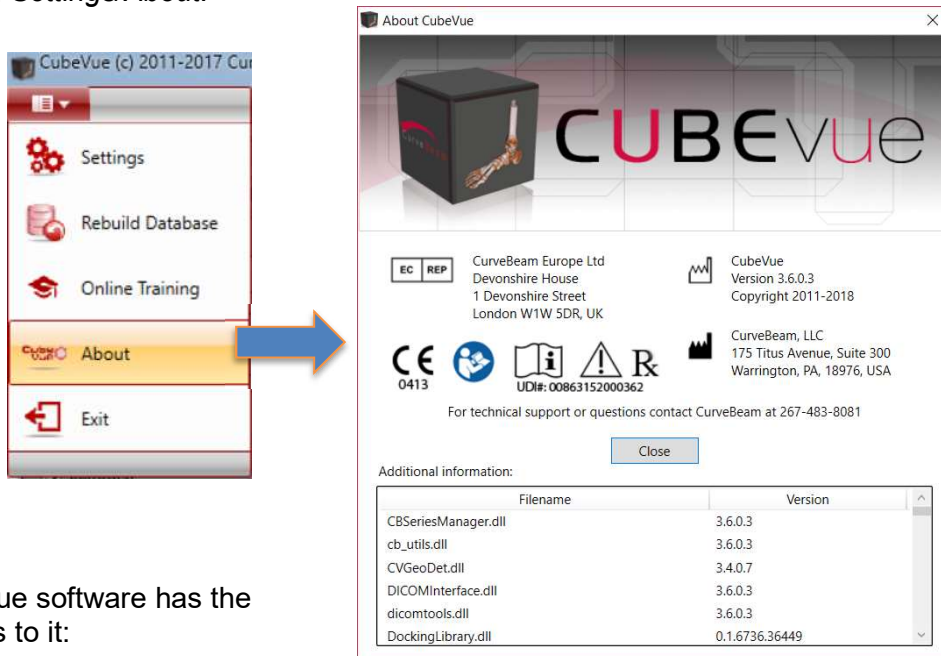 Settings/About.
CubeVue (c) 2011-2017 Cur
Settings
Rebuild Database
Online Training
About
Exit
ue software has the
s to it:
About CubeVue
CurveBeam
CUBEVue
EC REP
CurveBeam Europe Ltd
Devonshire House
1 Devonshire Street
London W1W 5DR, UK
CubeVue
Version 3.6.0.3
Copyright 2011-2018
CurveBeam, LLC
175 Titus Avenue, Suite 300
Warrington, PA, 18976, USA
CE
0413
i
Rx
UDI#: 00863152000362
For technical support or questions contact CurveBeam at 267-483-8081
Close
Additional information:
Filename Version
CBSeriesManager.dll 3.6.0.3
cb_utils.dll 3.6.0.3
CVGeoDet.dll 3.4.0.7
DICOMInterface.dll 3.6.0.3
dicomtools.dll 3.6.0.3
DockingLibrary.dll 0.1.6736.36449